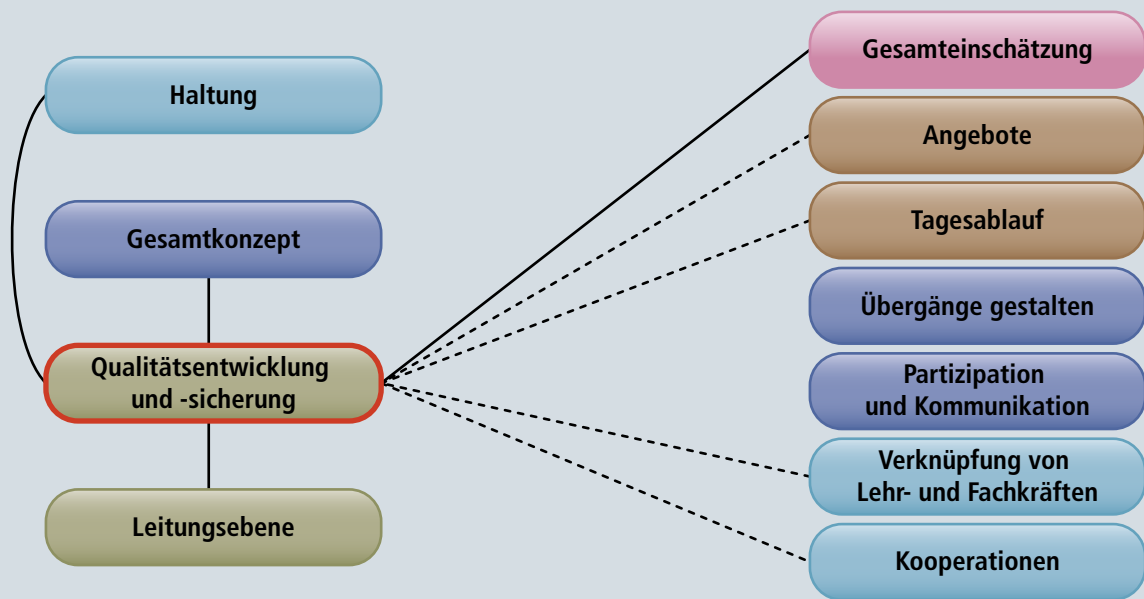 Haltung
Gesamtkonzept
Qualitätsentwicklung
und -sicherung
Leitungsebene
Gesamteinschätzung
Angebote
Tagesablauf
Übergänge gestalten
Partizipation
und Kommunikation
Verknüpfung von
Lehr- und Fachkräften
Kooperationen